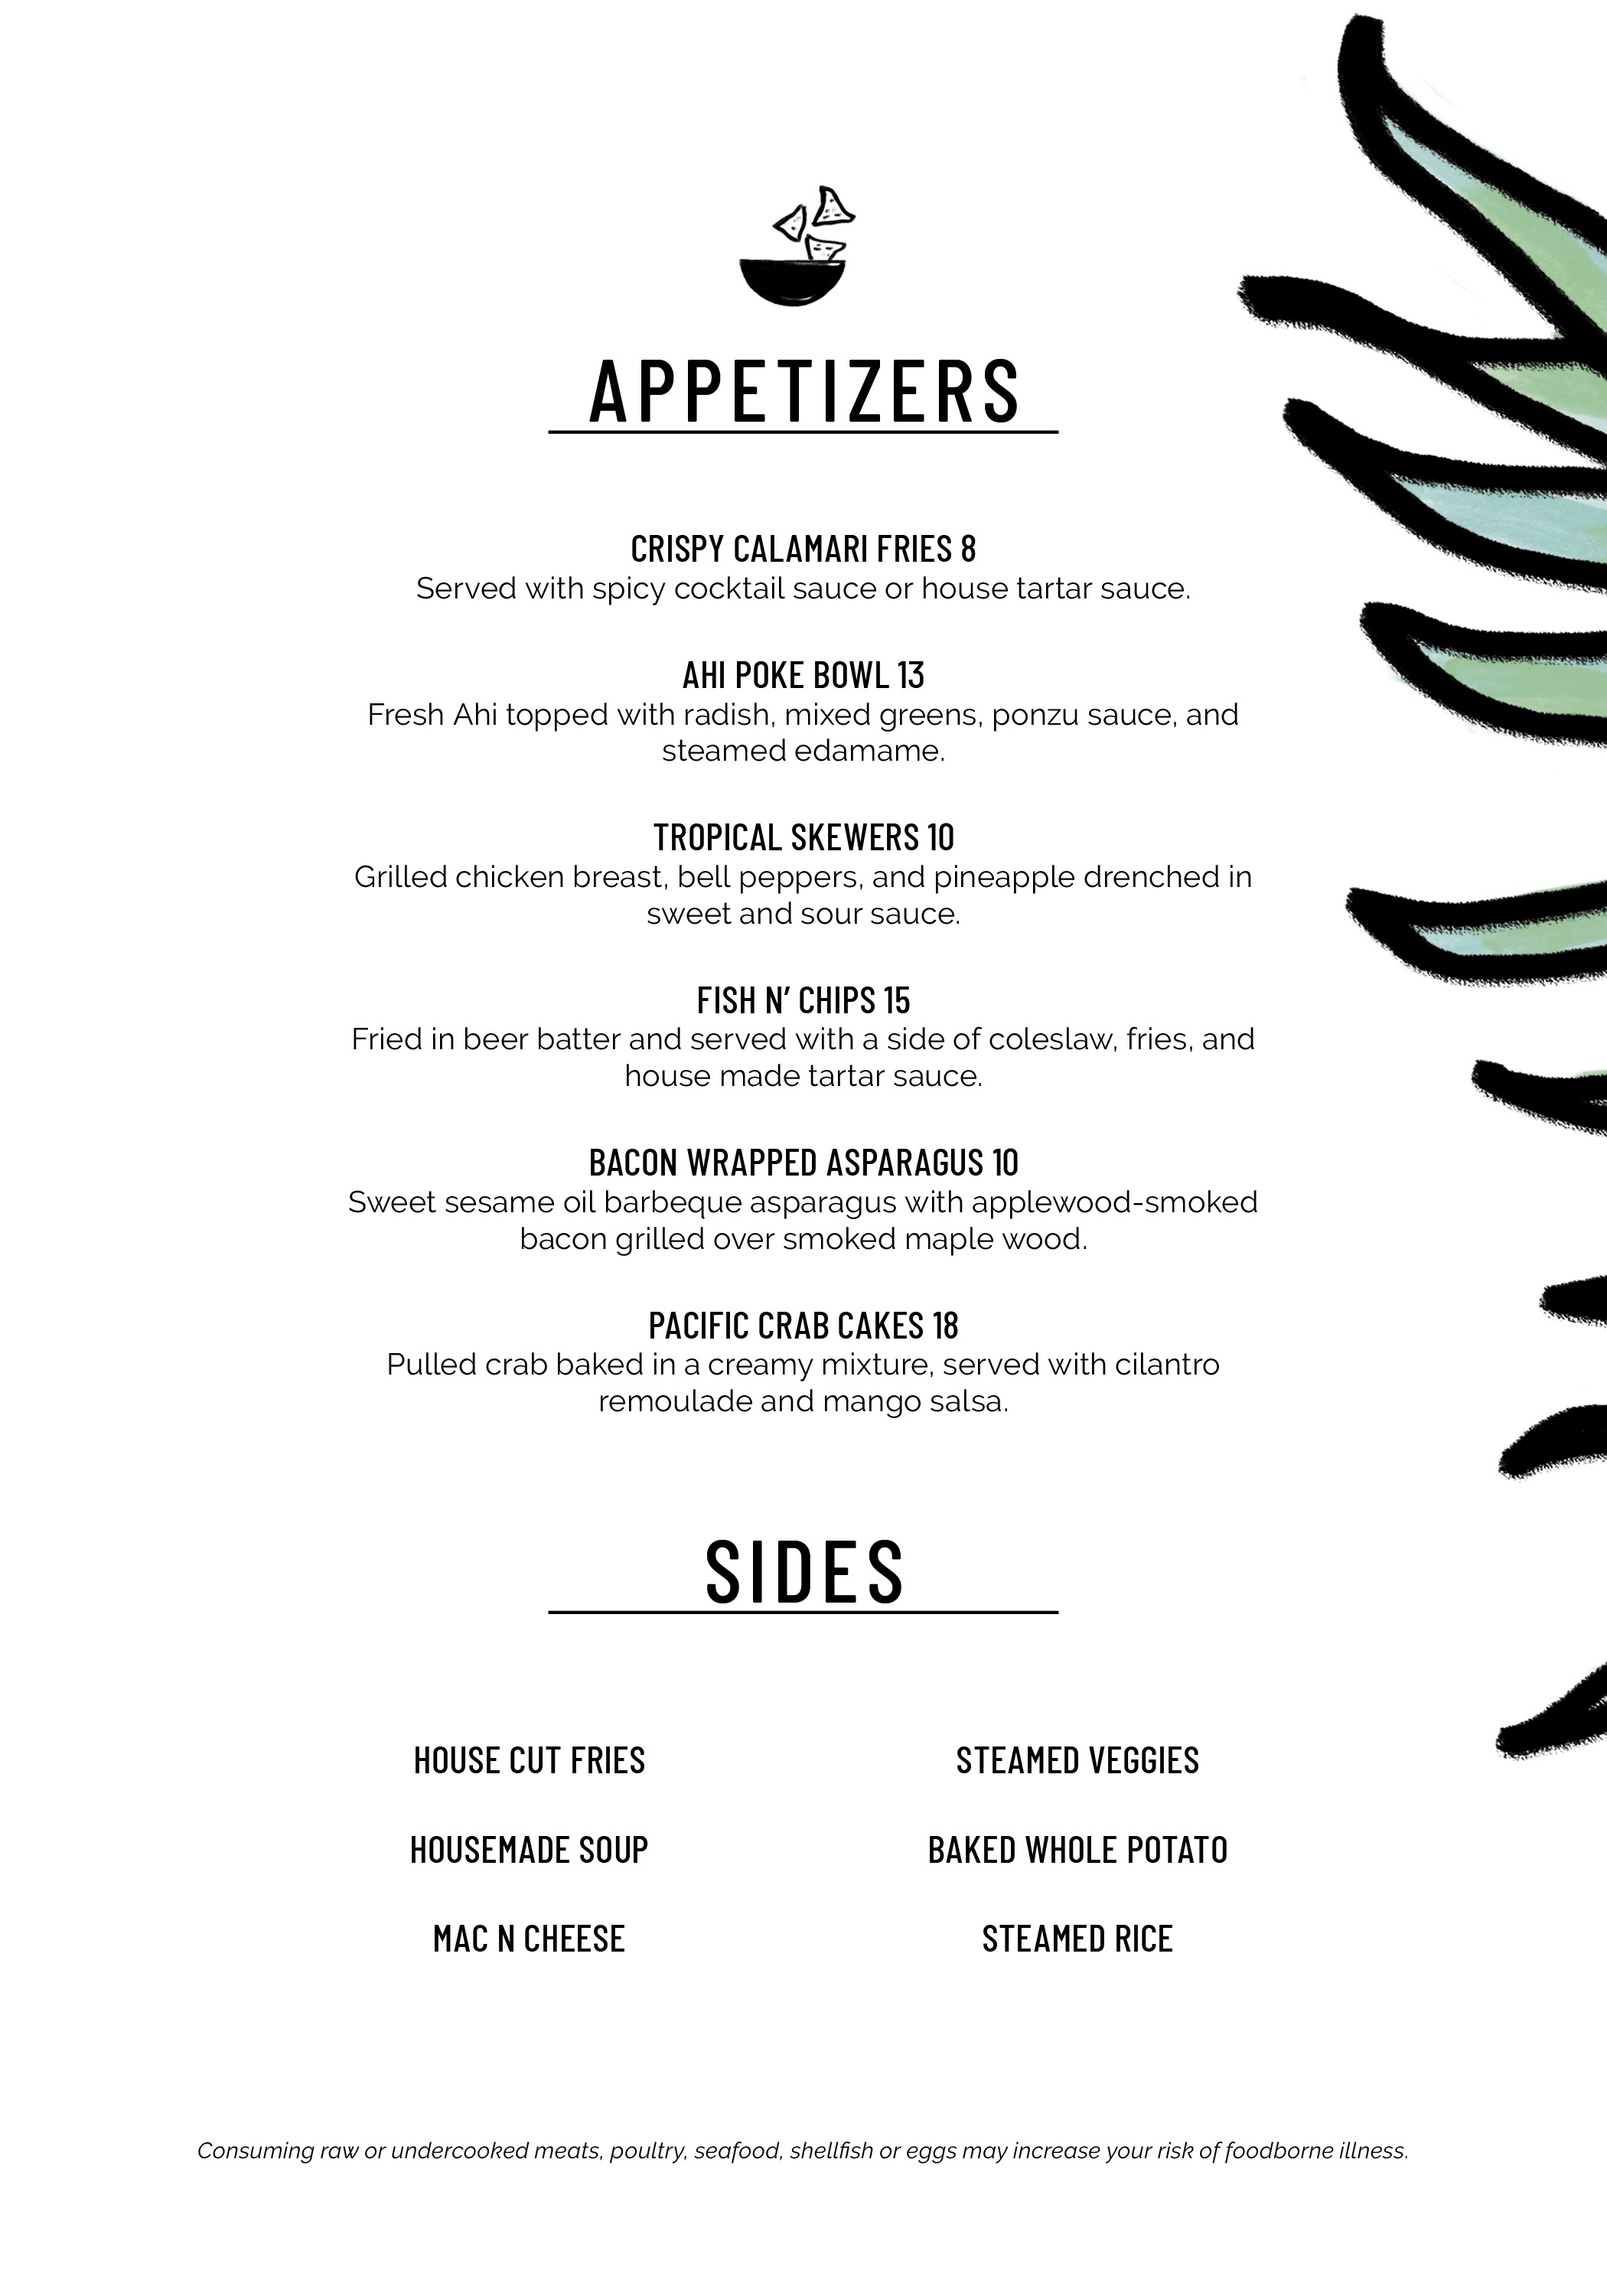 APPETIZERS
CRISPY CALAMARI FRIES 8
Served with spicy cocktail sauce or house tartar sauce.
AHI POKE BOWL 13
Fresh Ahi topped with radish, mixed greens, ponzu sauce, and
steamed edamame.
TROPICAL SKEWERS 10
Grilled chicken breast, bell peppers, and pineapple drenched in
sweet and sour sauce.
FISH N’ CHIPS 15
Fried in beer batter and served with a side of coleslaw, fries, and
house made tartar sauce.
BACON WRAPPED ASPARAGUS 10
Sweet sesame oil barbeque asparagus with applewood-smoked
bacon grilled over smoked maple wood.
PACIFIC CRAB CAKES 18
Pulled crab baked in a creamy mixture, served with cilantro
remoulade and mango salsa.
SIDES
HOUSE CUT FRIES
HOUSEMADE SOUP
MAC N CHEESE
STEAMED VEGGIES
BAKED WHOLE POTATO
STEAMED RICE
Consuming raw or undercooked meats, poultry, seafood, shellfish or eggs may increase your risk of foodborne illness.